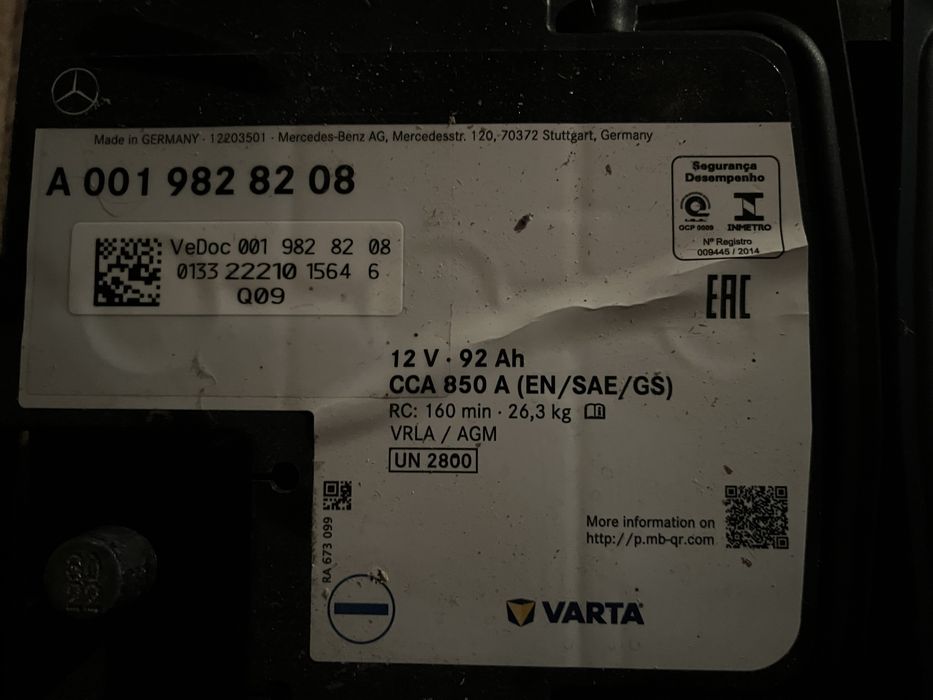 Made in GERMANY · 12203501 · Mercedes-Benz AG, Mercedesstr. 120, 70372 Stuttgart, Germany
A 001 982 82 08
VeDoc 001 982 82 08
0133 22210 1564 6
Q09
Segurança
Desempenho
OCP 0009
INMETRO
Nº Registro
009445 / 2014
EAC
12 V · 92 Ah
CCA 850 A (EN/SAE/GS)
RC: 160 min · 26,3 kg
VRLA / AGM
UN 2800
RA 673 099
More information on
http://p.mb-qr.com
VARTA